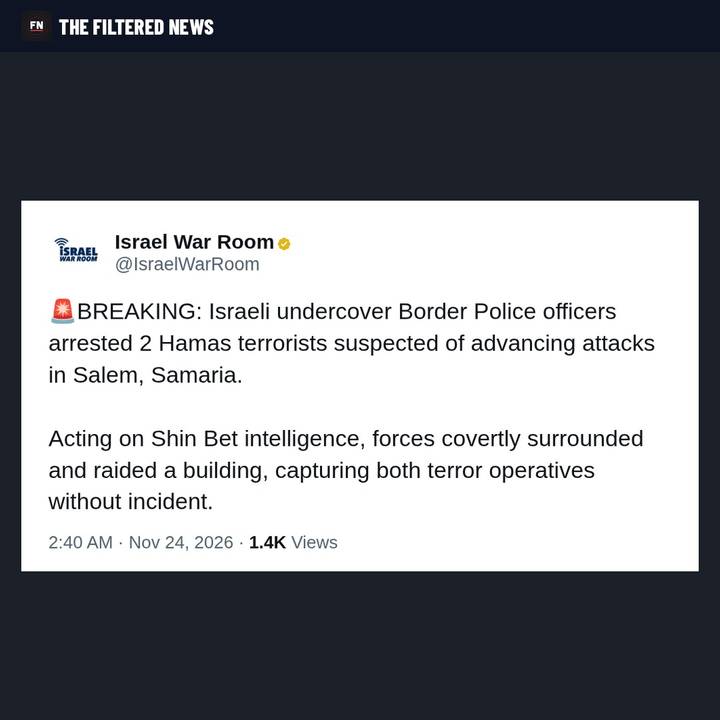 FN
THE FILTERED NEWS
ISRAEL
WAR ROOM
Israel War Room
@IsraelWarRoom
🚨BREAKING: Israeli undercover Border Police officers
arrested 2 Hamas terrorists suspected of advancing attacks
in Salem, Samaria.
Acting on Shin Bet intelligence, forces covertly surrounded
and raided a building, capturing both terror operatives
without incident.
2:40 AM · Nov 24, 2026 · 1.4K Views